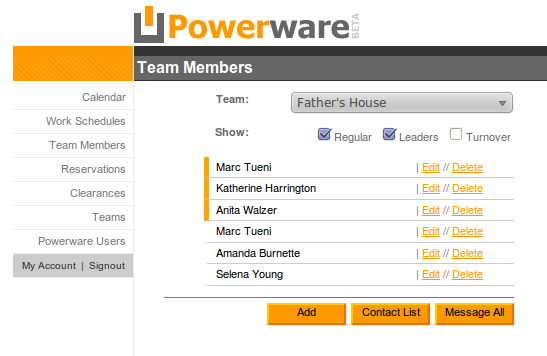 Powerware BETA
Team Members
Calendar
Work Schedules
Team Members
Reservations
Clearances
Teams
Powerware Users
My Account | Signout
Team: Father's House
Show: Regular Leaders Turnover
Marc Tueni | Edit // Delete
Katherine Harrington | Edit // Delete
Anita Walzer | Edit // Delete
Marc Tueni | Edit // Delete
Amanda Burnette | Edit // Delete
Selena Young | Edit // Delete
Add Contact List Message All